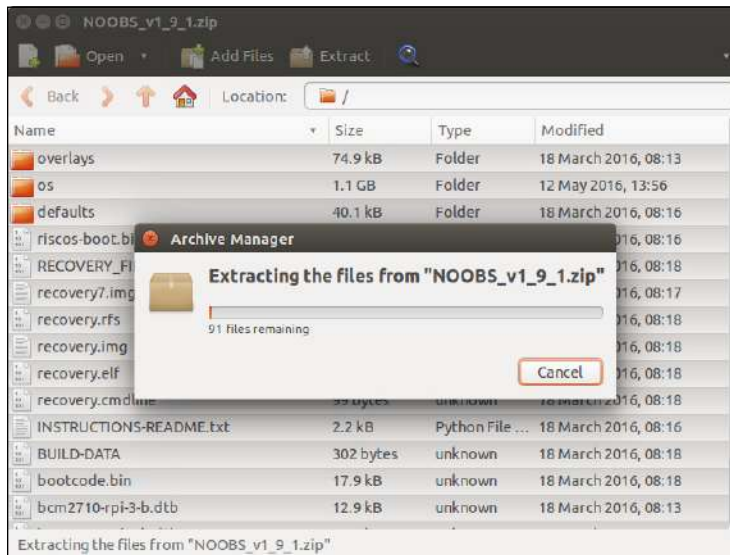 NOOBS_v1_9_1.zip
Open Add Files Extract
Back Location: /
Name Size Type Modified
overlays 74.9 kB Folder 18 March 2016, 08:13
os 1.1 GB Folder 12 May 2016, 13:56
defaults 40.1 kB Folder 18 March 2016, 08:16
riscos-boot.bi 16, 08:16
Archive Manager
RECOVERY_FI 16, 08:18
Extracting the files from "NOOBS_v1_9_1.zip"
recovery7.img 16, 08:17
recovery.rfs 16, 08:18
91 files remaining
recovery.img 16, 08:18
recovery.elf 16, 08:18
Cancel
recovery.cmdline 99 bytes unknown 18 March 2016, 08:18
INSTRUCTIONS-README.txt 2.2 kB Python File ... 18 March 2016, 08:16
BUILD-DATA 302 bytes unknown 18 March 2016, 08:18
bootcode.bin 17.9 kB unknown 18 March 2016, 08:18
bcm2710-rpi-3-b.dtb 12.9 kB unknown 18 March 2016, 08:13
Extracting the files from "NOOBS_v1_9_1.zip"